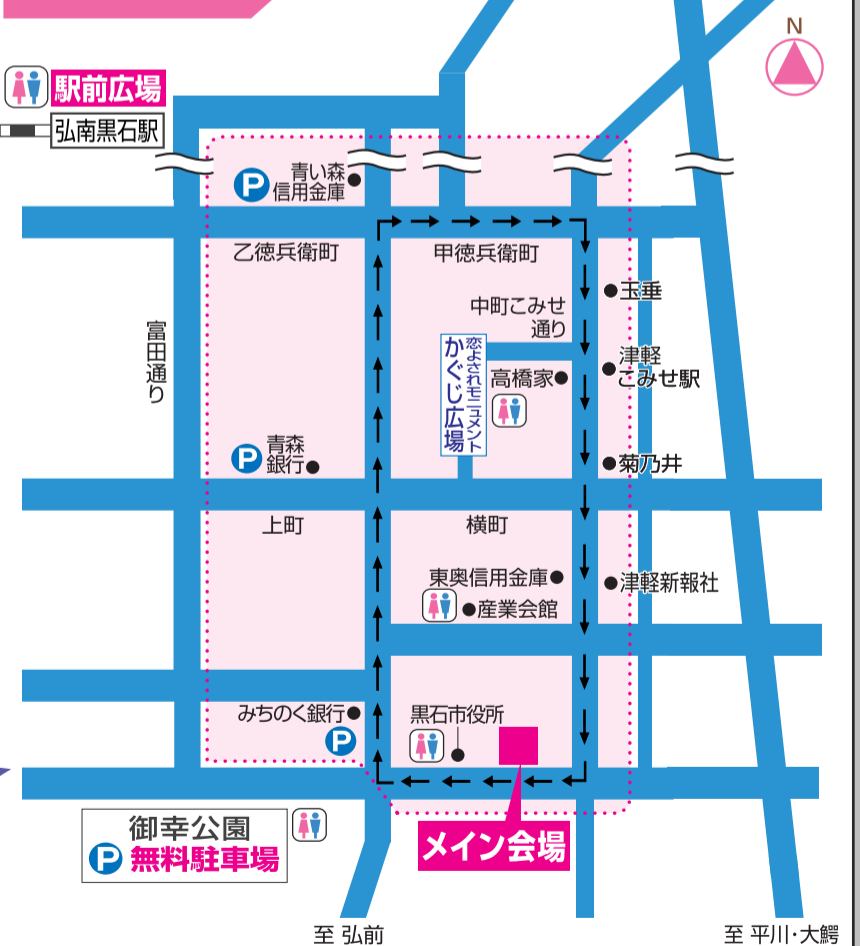 N
駅前広場
弘南黒石駅
青い森
信用金庫
P
乙徳兵衛町
甲徳兵衛町
玉垂
中町こみせ
通り
富田通り
恋よされモニュメント
かぐじ広場
津軽
こみせ駅
高橋家
青森
銀行
P
菊乃井
上町
横町
東奥信用金庫
津軽新報社
産業会館
みちのく銀行
P
黒石市役所
メイン会場
御幸公園
P 無料駐車場
至 弘前
至 平川・大鰐